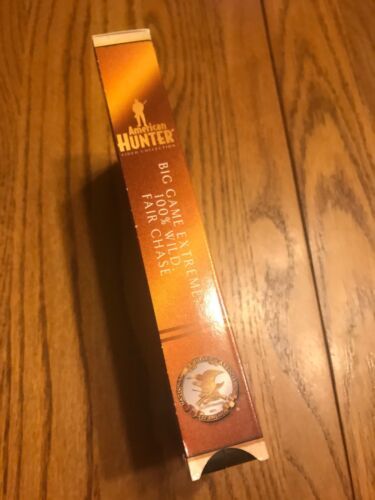 American
HUNTER
VIDEO COLLECTION
BIG GAME EXTREME:
100% WILD,
FAIR CHASE